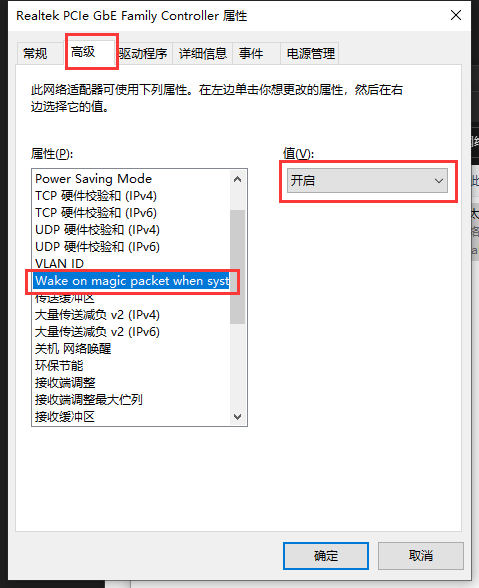 Realtek PCIe GbE Family Controller 属性
常规 高级 驱动程序 详细信息 事件 电源管理
此网络适配器可使用下列属性。在左边单击你想更改的属性，然后在右
边选择它的值。
属性(P):
值(V):
Power Saving Mode
TCP 硬件校验和 (IPv4)
TCP 硬件校验和 (IPv6)
UDP 硬件校验和 (IPv4)
UDP 硬件校验和 (IPv6)
VLAN ID
Wake on magic packet when syst
传送缓冲区
大量传送减负 v2 (IPv4)
大量传送减负 v2 (IPv6)
关机 网络唤醒
环保节能
接收端调整
接收端调整最大伫列
接收缓冲区
开启
确定
取消